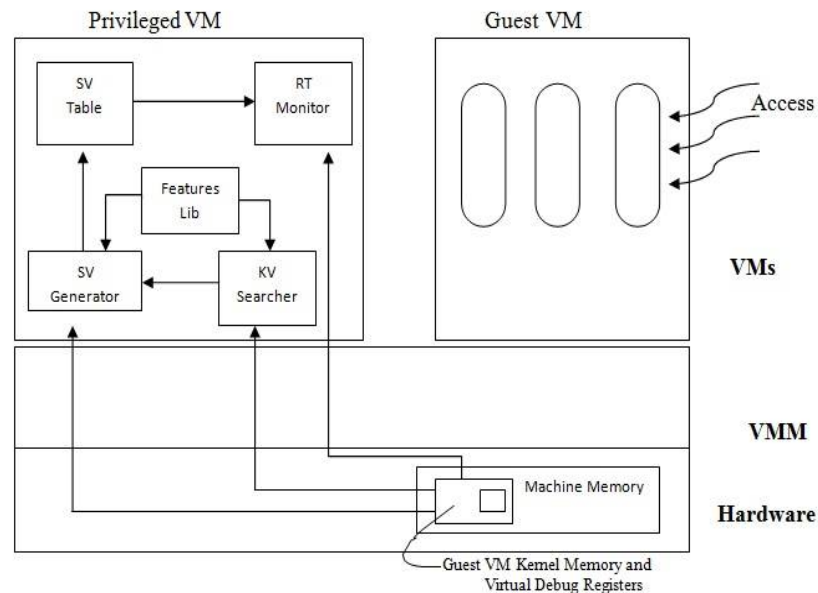 Privileged VM
Guest VM
SV
Table
RT
Monitor
Access
Features
Lib
SV
Generator
KV
Searcher
VMs
VMM
Machine Memory
Hardware
Guest VM Kernel Memory and
Virtual Debug Registers